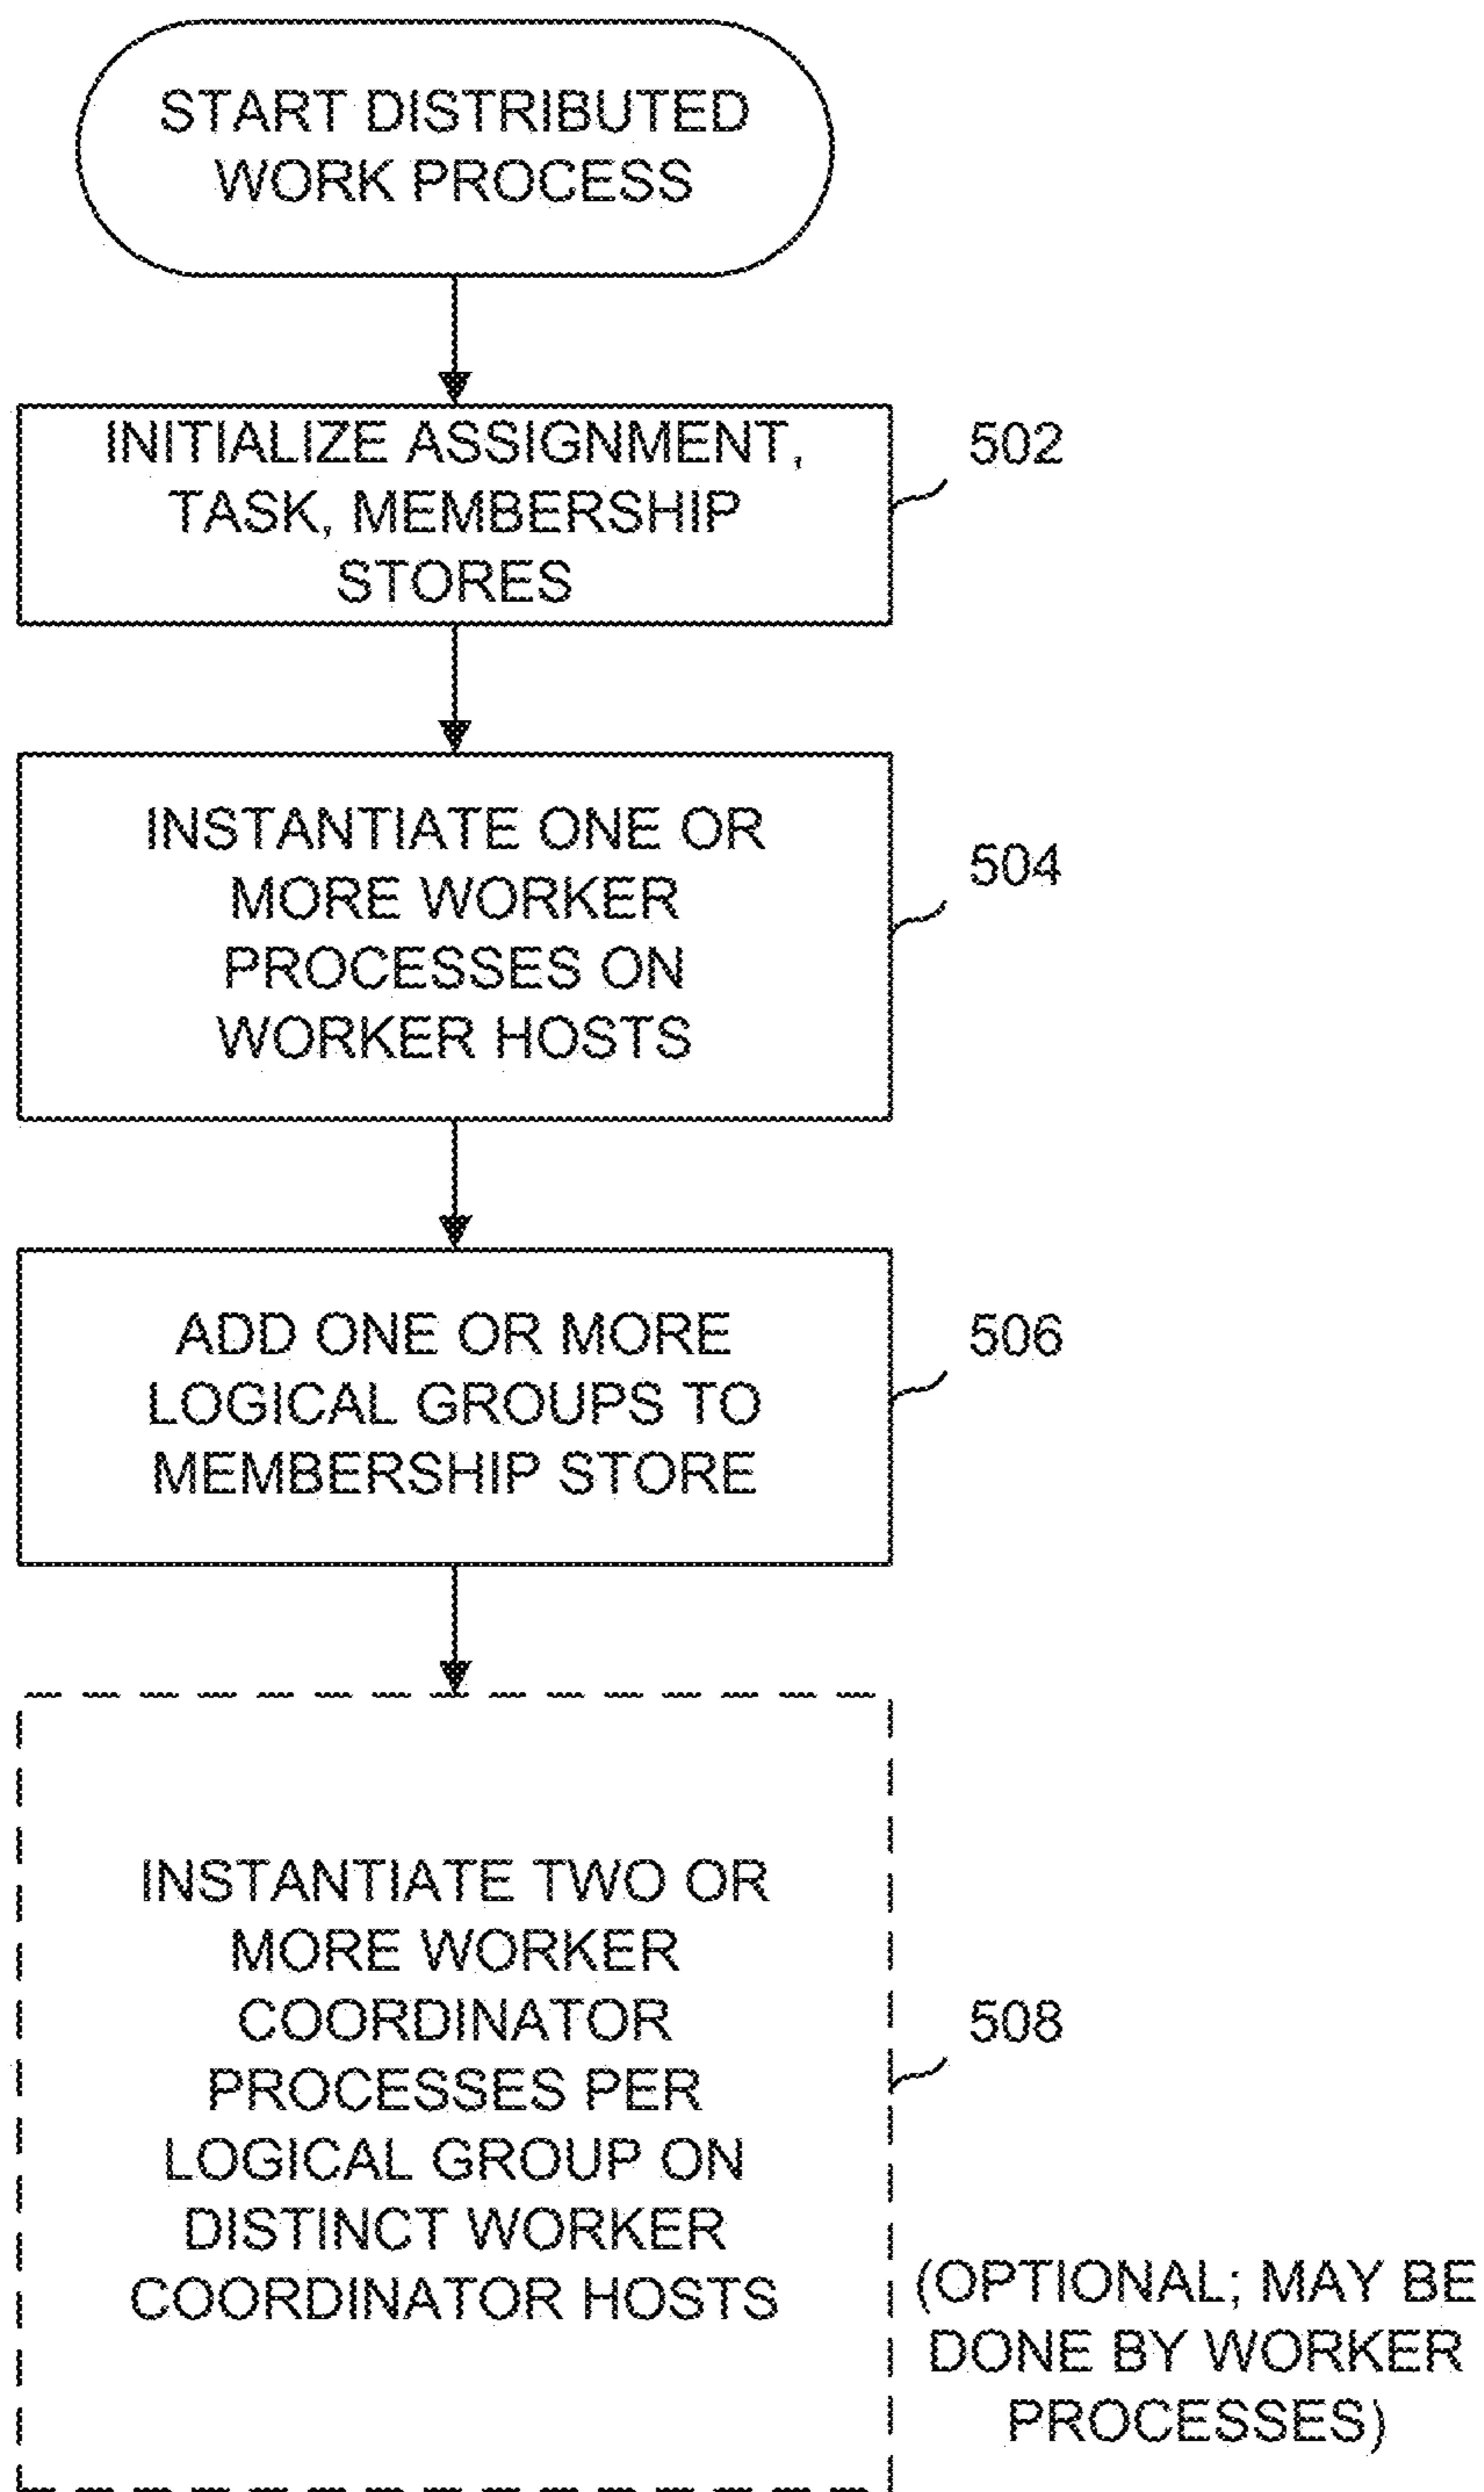 START DISTRIBUTED
WORK PROCESS
INITIALIZE ASSIGNMENT,
TASK, MEMBERSHIP
STORES
502
INSTANTIATE ONE OR
MORE WORKER
PROCESSES ON
WORKER HOSTS
504
ADD ONE OR MORE
LOGICAL GROUPS TO
MEMBERSHIP STORE
506
INSTANTIATE TWO OR
MORE WORKER
COORDINATOR
PROCESSES PER
LOGICAL GROUP ON
DISTINCT WORKER
COORDINATOR HOSTS
508
(OPTIONAL; MAY BE
DONE BY WORKER
PROCESSES)